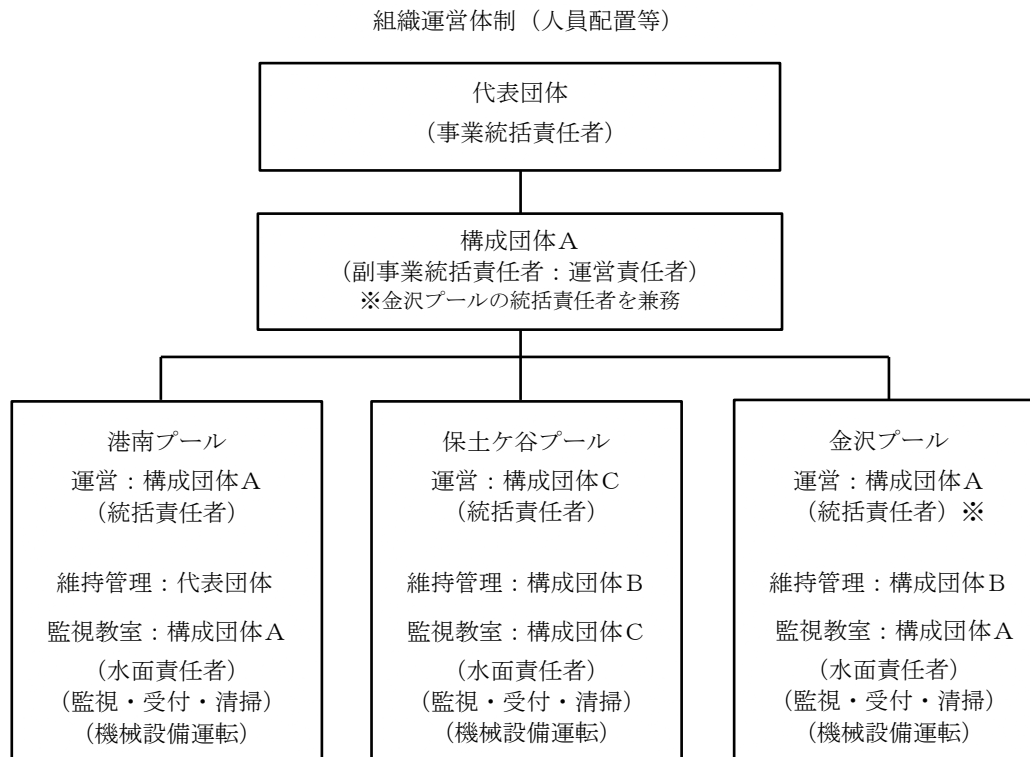 組織運営体制（人員配置等）
代表団体
（事業統括責任者）
構成団体Ａ
（副事業統括責任者：運営責任者）
※金沢プールの統括責任者を兼務
港南プール
運営：構成団体Ａ
（統括責任者）
維持管理：代表団体
監視教室：構成団体Ａ
（水面責任者）
（監視・受付・清掃）
（機械設備運転）
保土ケ谷プール
運営：構成団体Ｃ
（統括責任者）
維持管理：構成団体Ｂ
監視教室：構成団体Ｃ
（水面責任者）
（監視・受付・清掃）
（機械設備運転）
金沢プール
運営：構成団体Ａ
（統括責任者）※
維持管理：構成団体Ｂ
監視教室：構成団体Ａ
（水面責任者）
（監視・受付・清掃）
（機械設備運転）